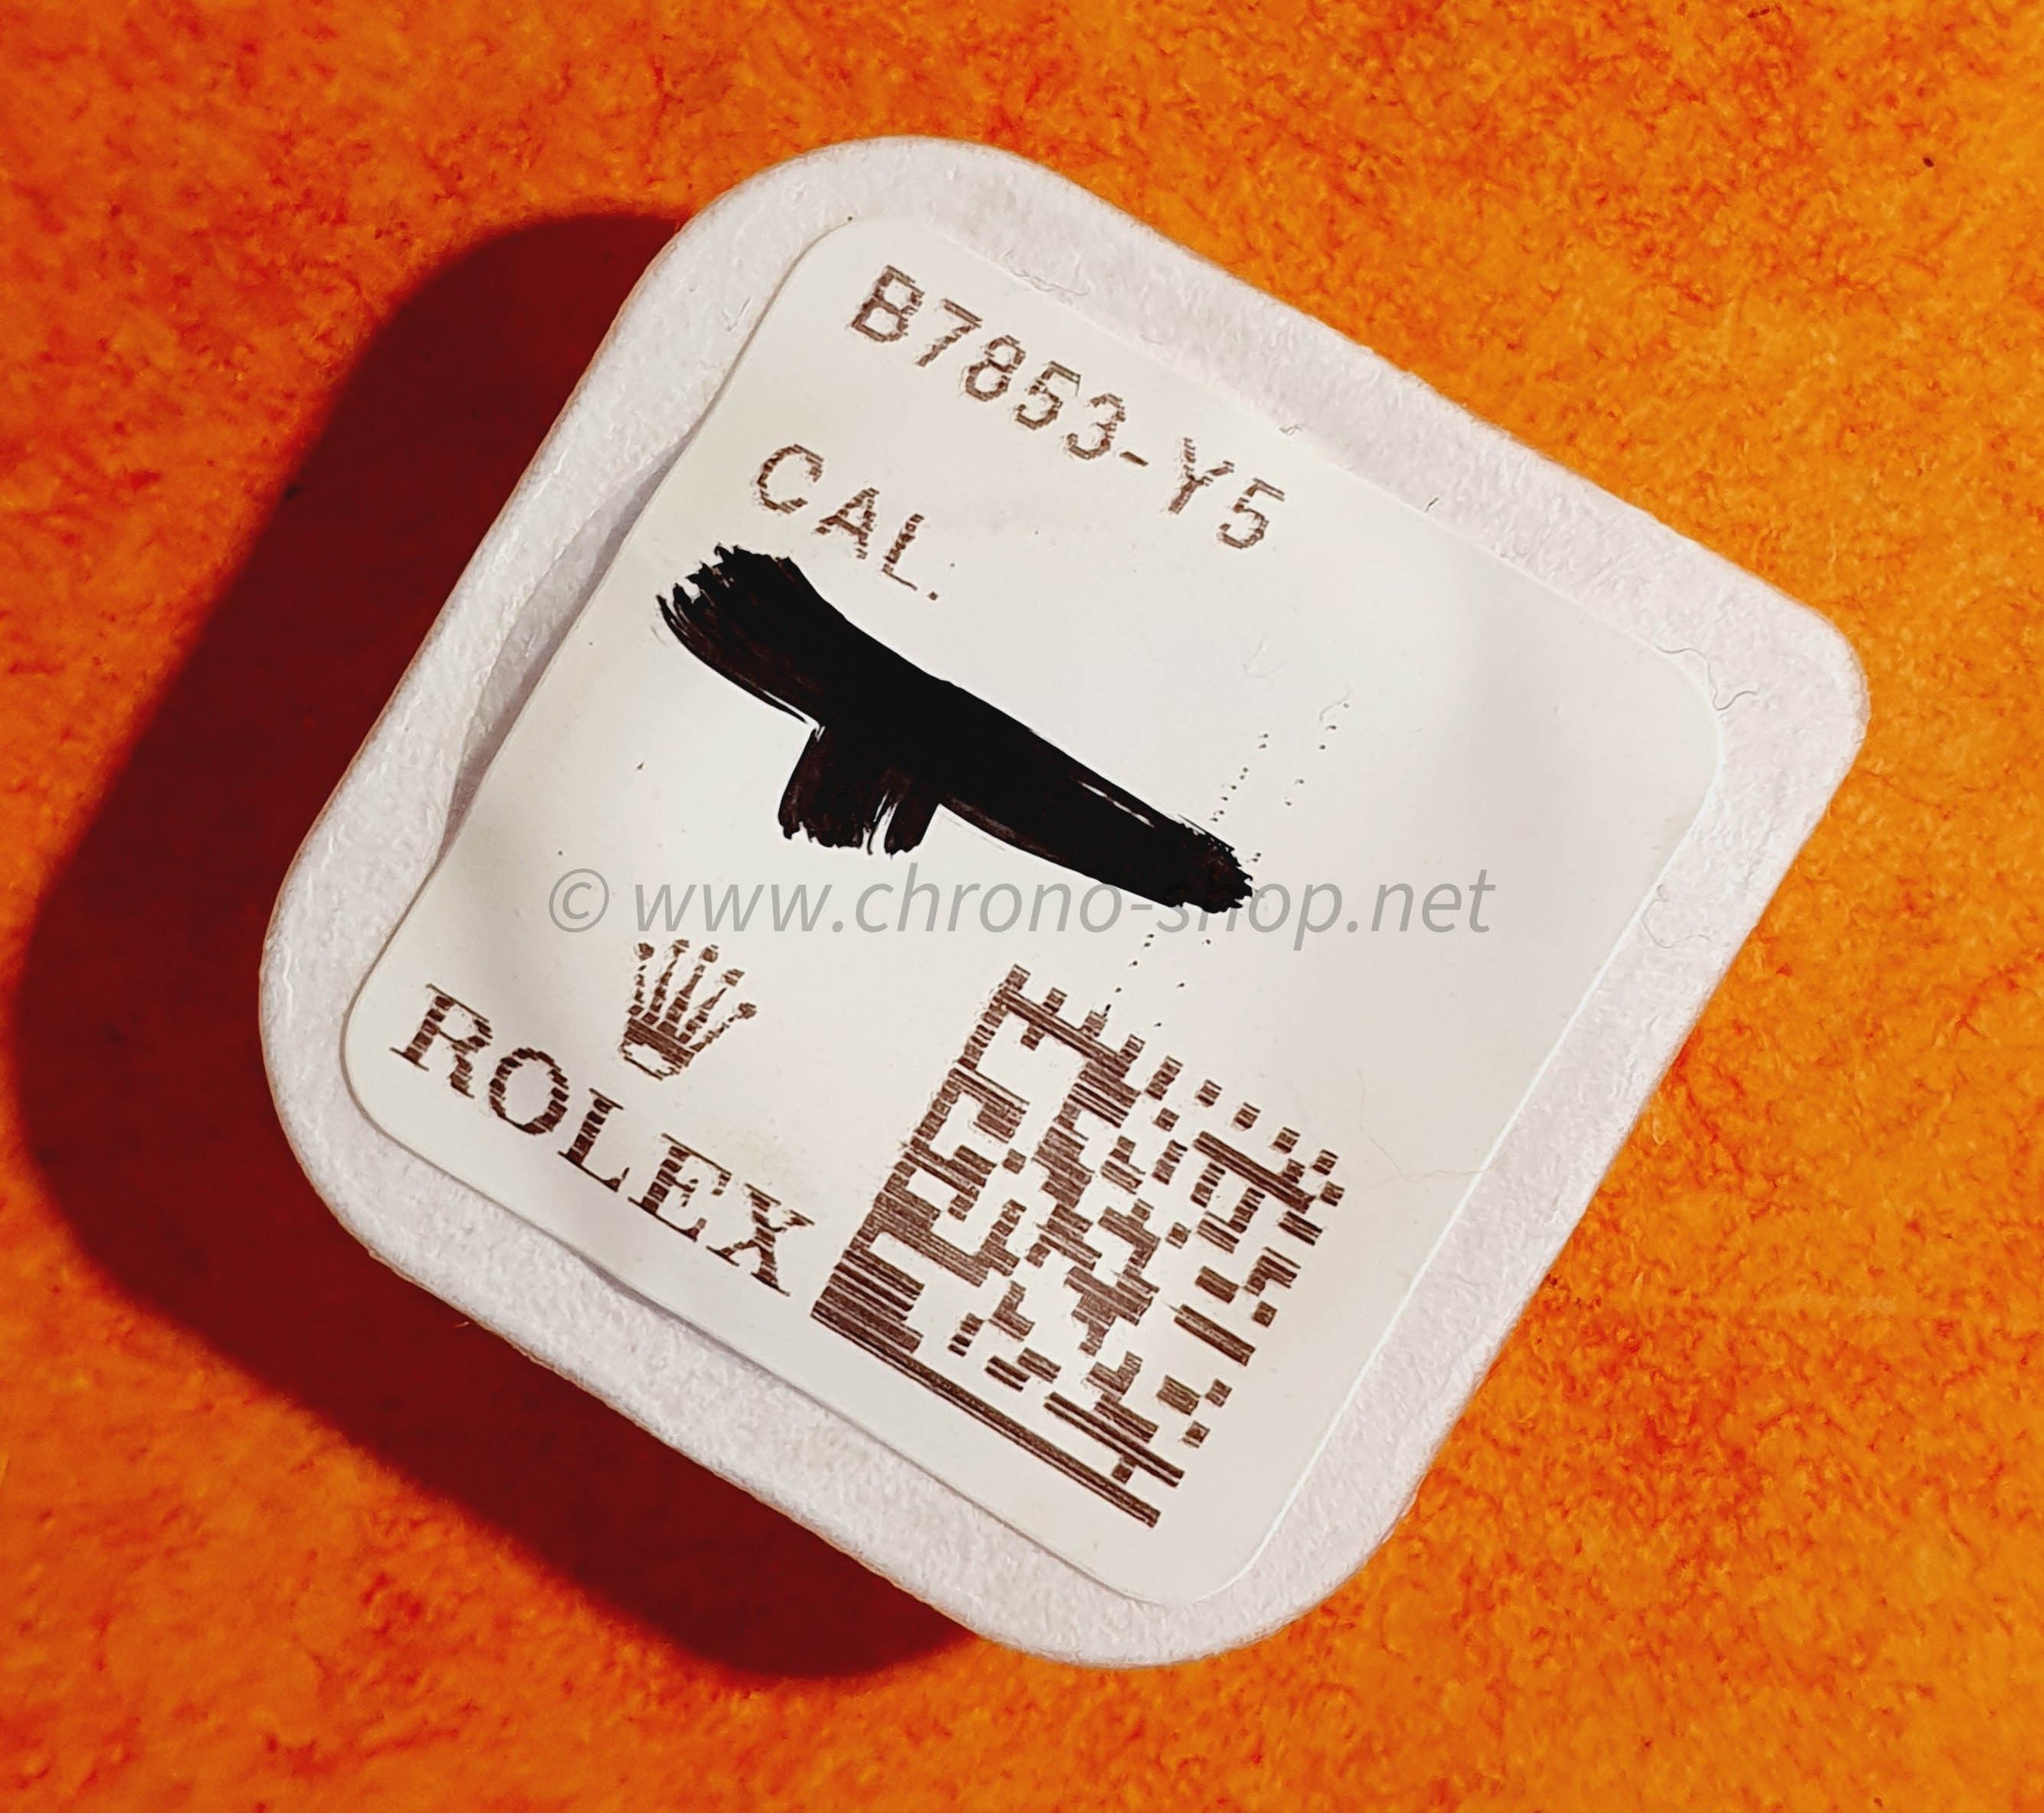 B7853-Y5
CAL.
© www.chrono-shop.net
ROLEX